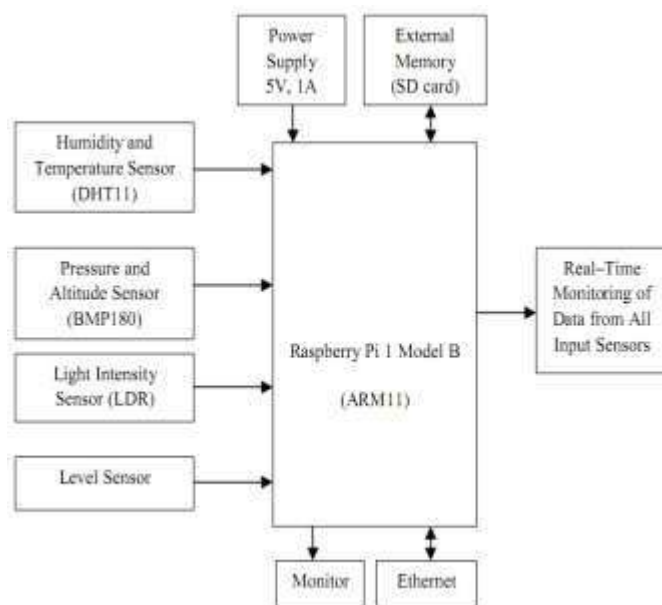 Power
Supply
5V, 1A
External
Memory
(SD card)
Humidity and
Temperature Sensor
(DHT11)
Pressure and
Altitude Sensor
(BMP180)
Light Intensity
Sensor (LDR)
Level Sensor
Raspberry Pi 1 Model B
(ARM11)
Real–Time
Monitoring of
Data from All
Input Sensors
Monitor
Ethernet